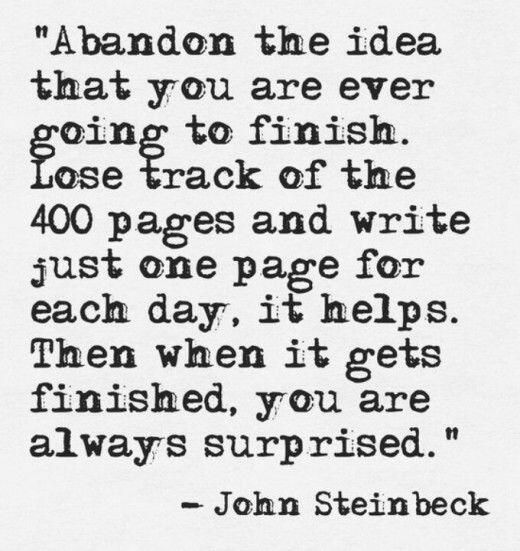 "Abandon the idea
that you are ever
going to finish.
Lose track of the
400 pages and write
just one page for
each day, it helps.
Then when it gets
finished, you are
always surprised."
– John Steinbeck